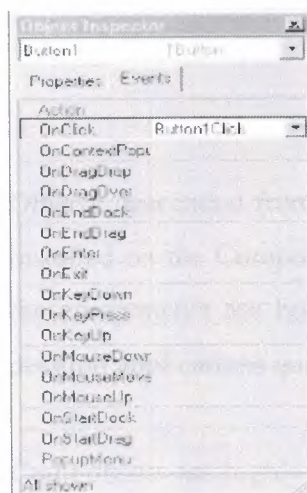 Object Inspector
Button1 TButton
Properties Events
Action
OnClick Button1Click
OnContextPopu
OnDragDrop
OnDragOver
OnEndDock
OnEndDrag
OnEnter
OnExit
OnKeyDown
OnKeyPress
OnKeyUp
OnMouseDown
OnMouseMove
OnMouseUp
OnStartDock
OnStartDrag
PopupMenu
All shown